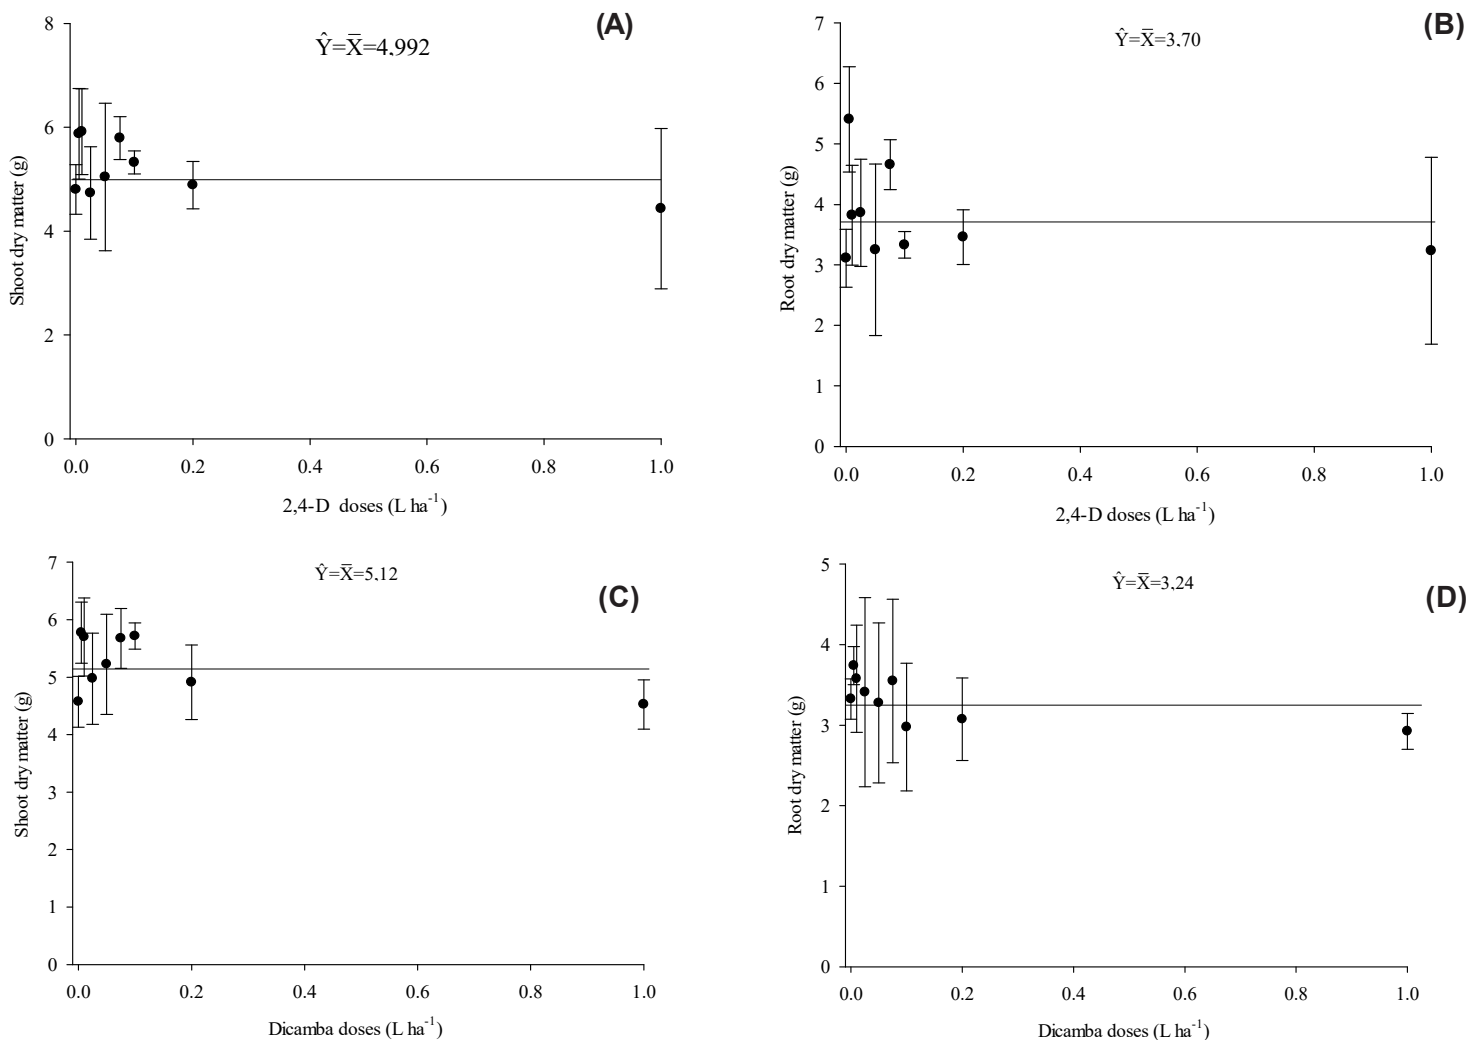 (A)
Ŷ=X̄=4,992
8
6
4
2
0
Shoot dry matter (g)
0.0 0.2 0.4 0.6 0.8 1.0
2,4-D doses (L ha⁻¹)
(B)
Ŷ=X̄=3,70
7
6
5
4
3
2
1
0
Root dry matter (g)
0.0 0.2 0.4 0.6 0.8 1.0
2,4-D doses (L ha⁻¹)
(C)
Ŷ=X̄=5,12
7
6
5
4
3
2
1
0
Shoot dry matter (g)
0.0 0.2 0.4 0.6 0.8 1.0
Dicamba doses (L ha⁻¹)
(D)
Ŷ=X̄=3,24
5
4
3
2
1
0
Root dry matter (g)
0.0 0.2 0.4 0.6 0.8 1.0
Dicamba doses (L ha⁻¹)